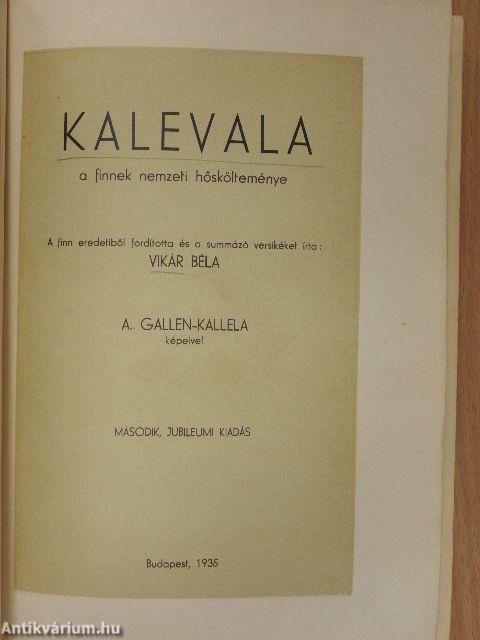 KALEVALA
a finnek nemzeti hőskölteménye
A finn eredetiből fordította és a summázó versikéket írta:
VIKÁR BÉLA
A. GALLEN-KALLELA
képeivel
MÁSODIK, JUBILEUMI KIADÁS
Budapest, 1935
Antikvárium.hu